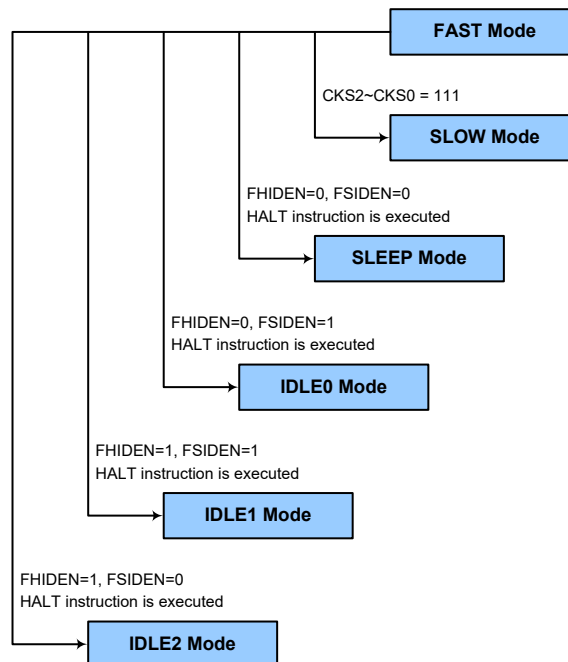 FAST Mode
CKS2~CKS0 = 111
SLOW Mode
FHIDEN=0, FSIDEN=0
HALT instruction is executed
SLEEP Mode
FHIDEN=0, FSIDEN=1
HALT instruction is executed
IDLE0 Mode
FHIDEN=1, FSIDEN=1
HALT instruction is executed
IDLE1 Mode
FHIDEN=1, FSIDEN=0
HALT instruction is executed
IDLE2 Mode